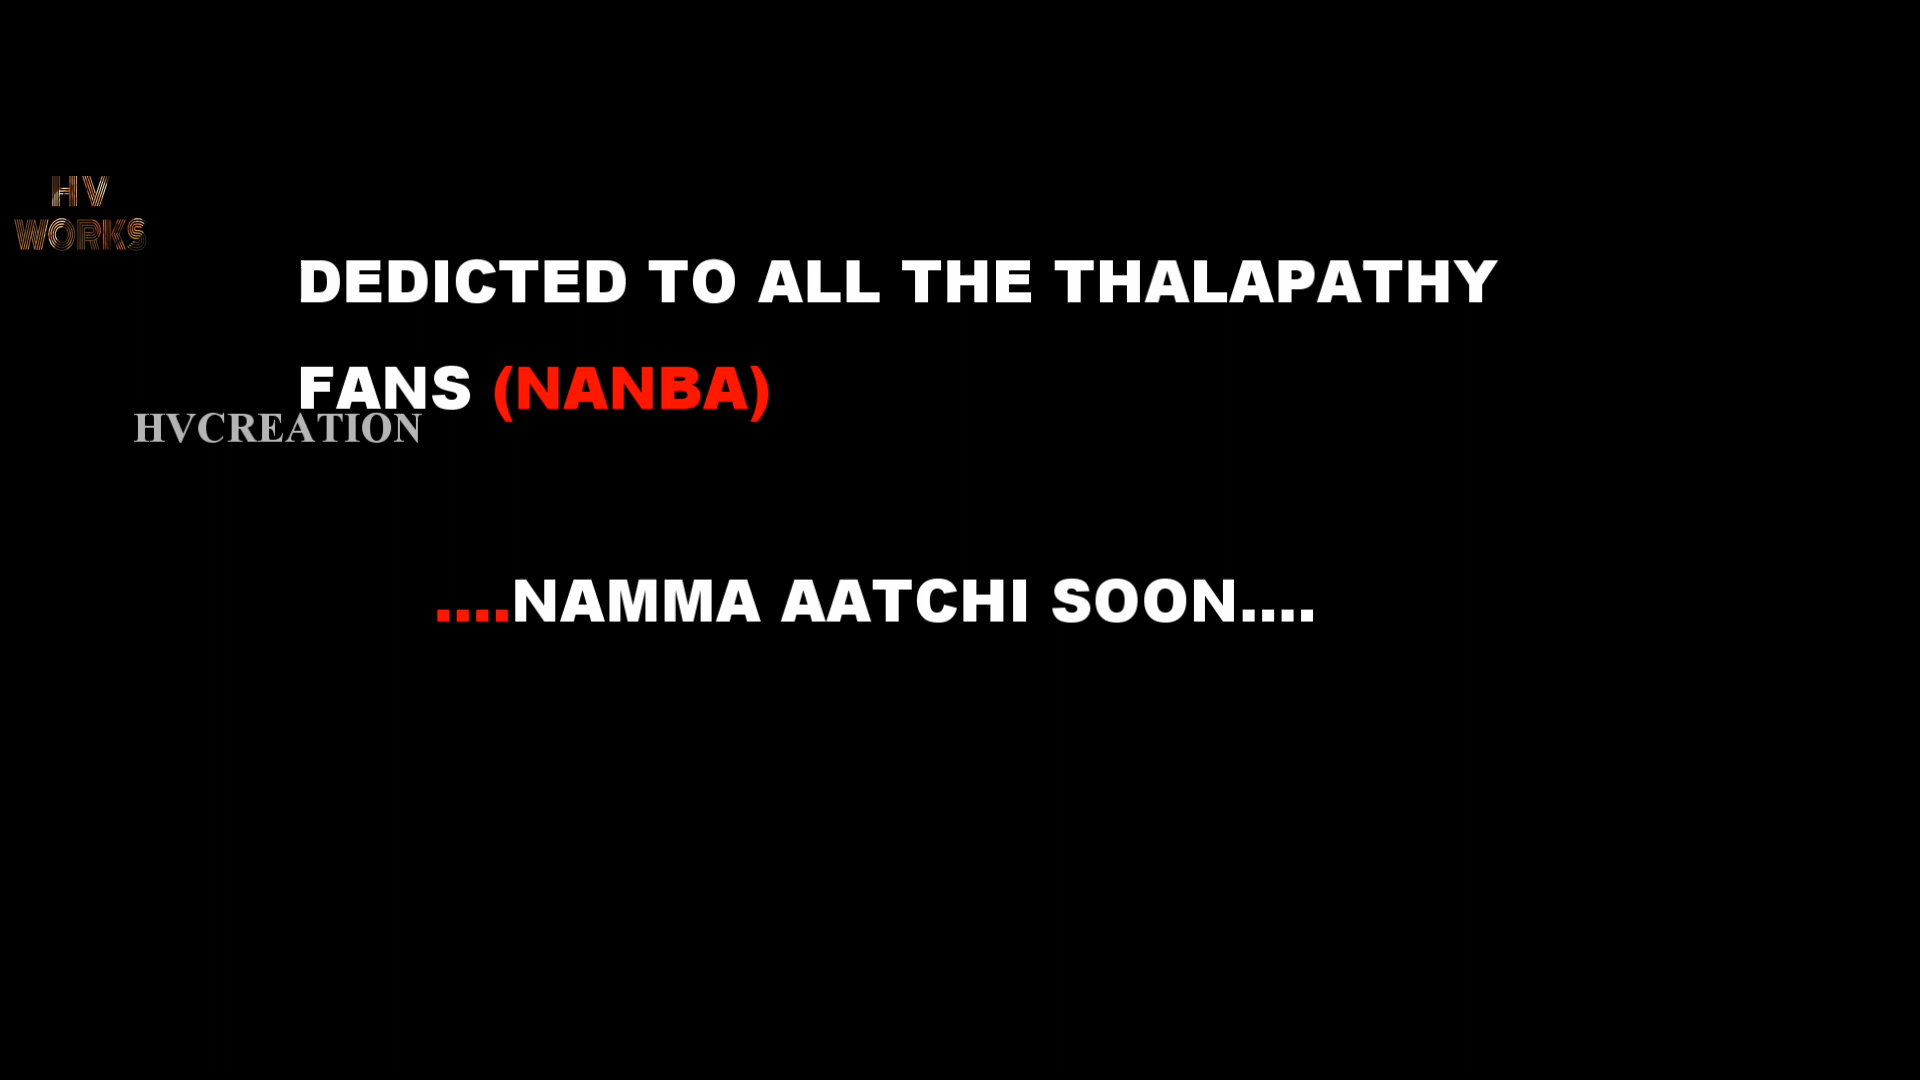 HV
WORKS
DEDICTED TO ALL THE THALAPATHY
FANS (NANBA)
HVCREATION
....NAMMA AATCHI SOON....